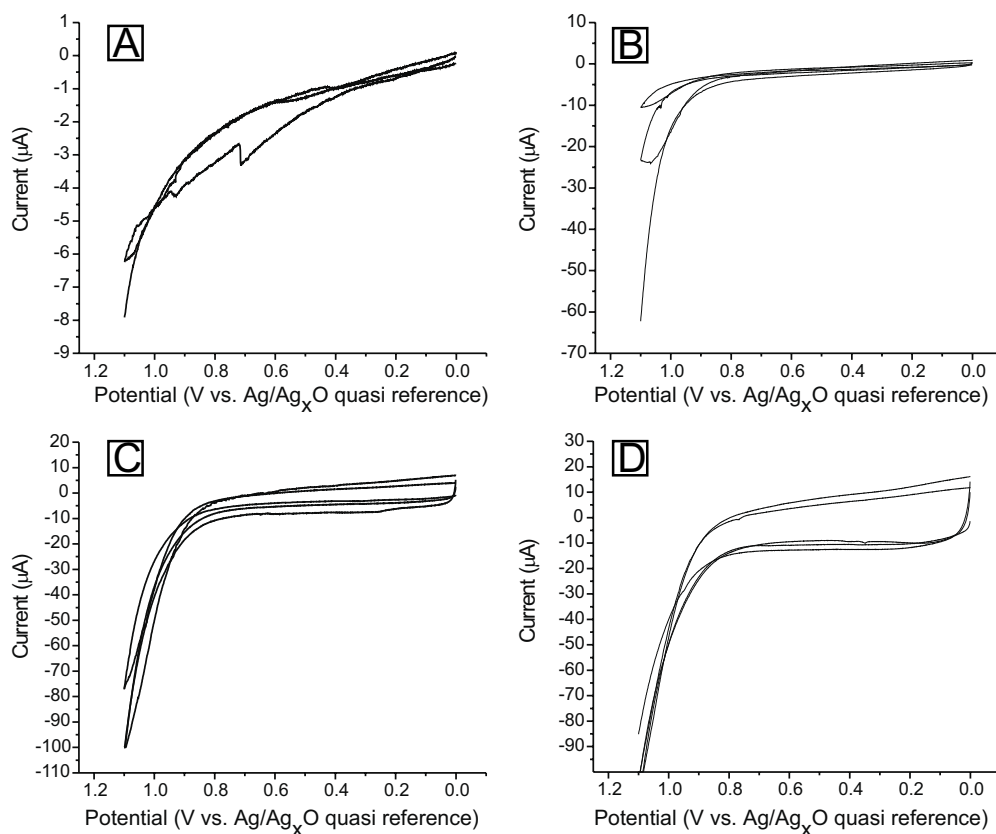 A
Current (μA)
1
0
-1
-2
-3
-4
-5
-6
-7
-8
-9
1.2 1.0 0.8 0.6 0.4 0.2 0.0
Potential (V vs. Ag/AgxO quasi reference)
B
Current (μA)
10
0
-10
-20
-30
-40
-50
-60
-70
1.2 1.0 0.8 0.6 0.4 0.2 0.0
Potential (V vs. Ag/AgxO quasi reference)
C
Current (μA)
20
10
0
-10
-20
-30
-40
-50
-60
-70
-80
-90
-100
-110
1.2 1.0 0.8 0.6 0.4 0.2 0.0
Potential (V vs. Ag/AgxO quasi reference)
D
Current (μA)
30
20
10
0
-10
-20
-30
-40
-50
-60
-70
-80
-90
1.2 1.0 0.8 0.6 0.4 0.2 0.0
Potential (V vs. Ag/AgxO quasi reference)